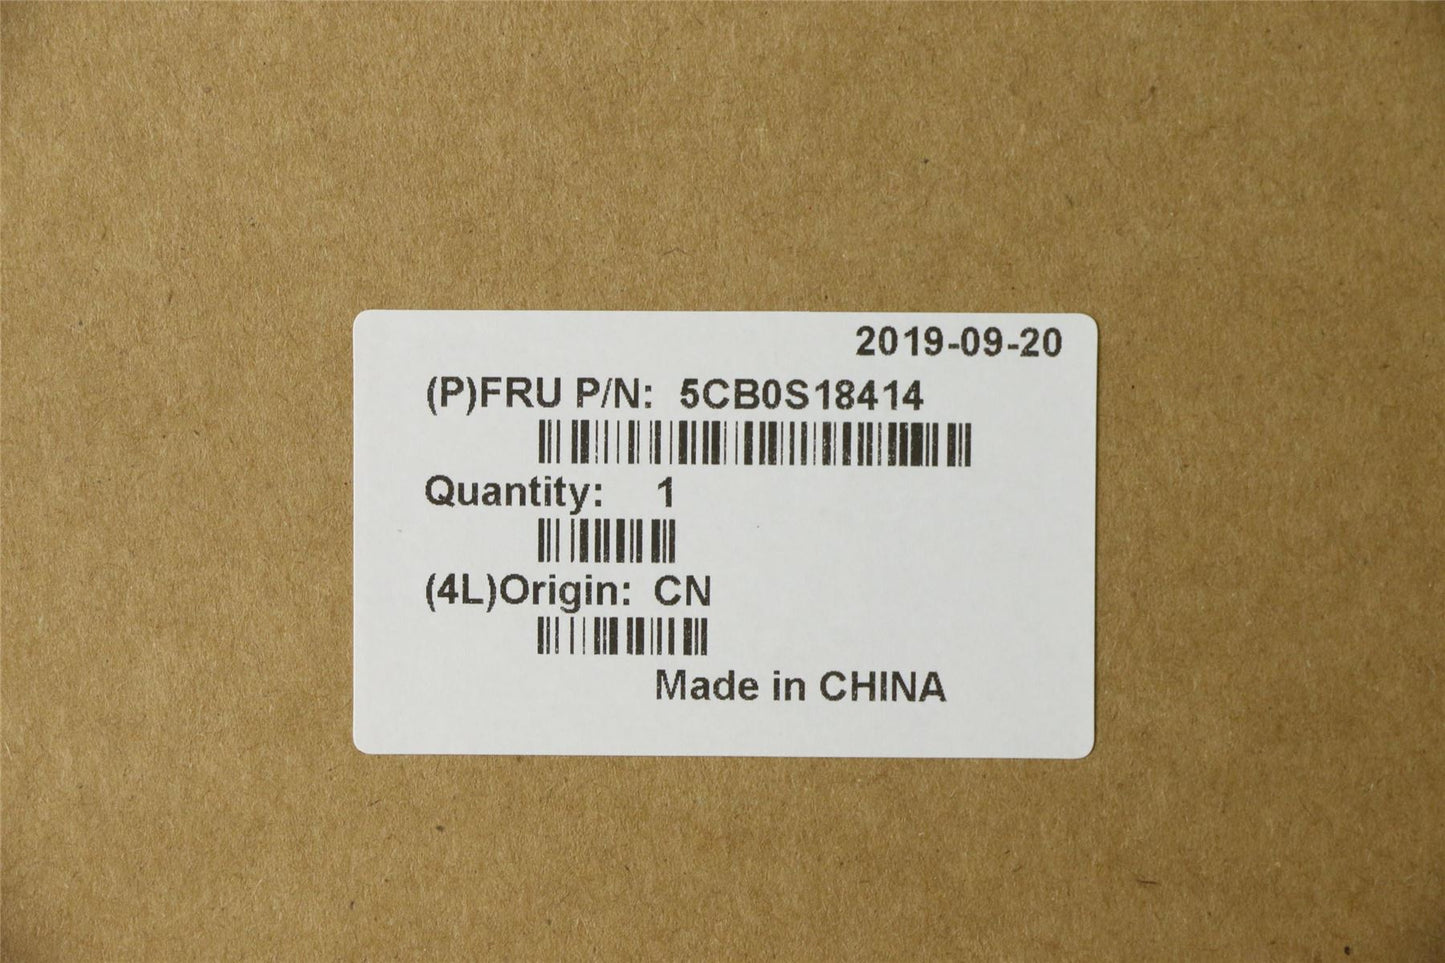 2019-09-20
(P)FRU P/N: 5CB0S18414
Quantity: 1
(4L)Origin: CN
Made in CHINA